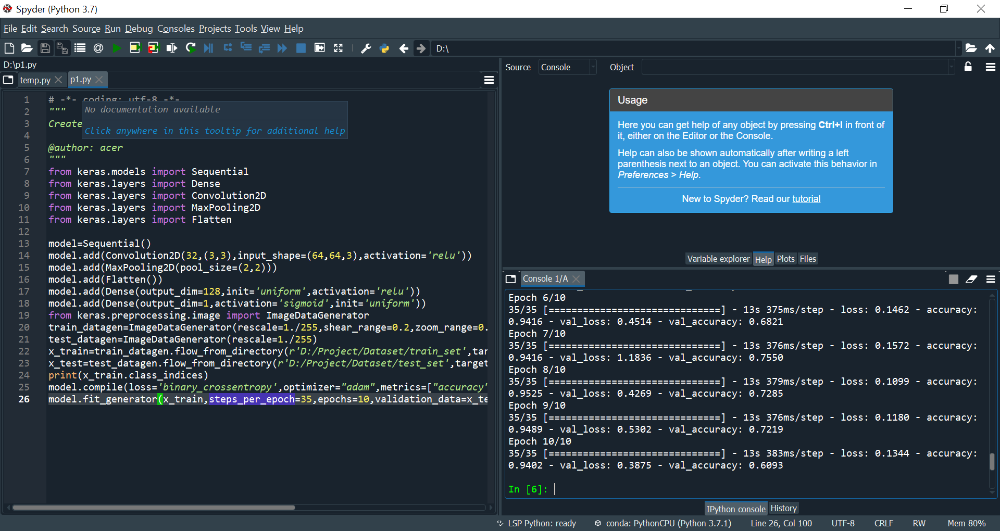 Spyder (Python 3.7)
File Edit Search Source Run Debug Consoles Projects Tools View Help
D:\
D:\p1.py
temp.py
p1.py
1 # -*- coding: utf-8 -*-
2 """
3 Create
4
5 @author: acer
6 """
7 from keras.models import Sequential
8 from keras.layers import Dense
9 from keras.layers import Convolution2D
10 from keras.layers import MaxPooling2D
11 from keras.layers import Flatten
12
13 model=Sequential()
14 model.add(Convolution2D(32,(3,3),input_shape=(64,64,3),activation='relu'))
15 model.add(MaxPooling2D(pool_size=(2,2)))
16 model.add(Flatten())
17 model.add(Dense(output_dim=128,init='uniform',activation='relu'))
18 model.add(Dense(output_dim=1,activation='sigmoid',init='uniform'))
19 from keras.preprocessing.image import ImageDataGenerator
20 train_datagen=ImageDataGenerator(rescale=1./255,shear_range=0.2,zoom_range=0.
21 test_datagen=ImageDataGenerator(rescale=1./255)
22 x_train=train_datagen.flow_from_directory(r'D:/Project/Dataset/train_set',tar
23 x_test=test_datagen.flow_from_directory(r'D:/Project/Dataset/test_set',target
24 print(x_train.class_indices)
25 model.compile(loss='binary_crossentropy',optimizer="adam",metrics=["accuracy"
26 model.fit_generator(x_train,steps_per_epoch=35,epochs=10,validation_data=x_te
No documentation available
Click anywhere in this tooltip for additional help
Source Console Object
Usage
Here you can get help of any object by pressing Ctrl+I in front of
it, either on the Editor or the Console.
Help can also be shown automatically after writing a left
parenthesis next to an object. You can activate this behavior in
Preferences > Help.
New to Spyder? Read our tutorial
Variable explorer Help Plots Files
Console 1/A
Epoch 6/10
35/35 [==============================] - 13s 375ms/step - loss: 0.1462 - accuracy:
0.9416 - val_loss: 0.4514 - val_accuracy: 0.6821
Epoch 7/10
35/35 [==============================] - 13s 376ms/step - loss: 0.1572 - accuracy:
0.9416 - val_loss: 1.1836 - val_accuracy: 0.7550
Epoch 8/10
35/35 [==============================] - 13s 379ms/step - loss: 0.1099 - accuracy:
0.9525 - val_loss: 0.4269 - val_accuracy: 0.7285
Epoch 9/10
35/35 [==============================] - 13s 376ms/step - loss: 0.1180 - accuracy:
0.9489 - val_loss: 0.5302 - val_accuracy: 0.7219
Epoch 10/10
35/35 [==============================] - 13s 383ms/step - loss: 0.1344 - accuracy:
0.9402 - val_loss: 0.3875 - val_accuracy: 0.6093
In [6]:
IPython console History
LSP Python: ready conda: PythonCPU (Python 3.7.1) Line 26, Col 100 UTF-8 CRLF RW Mem 80%